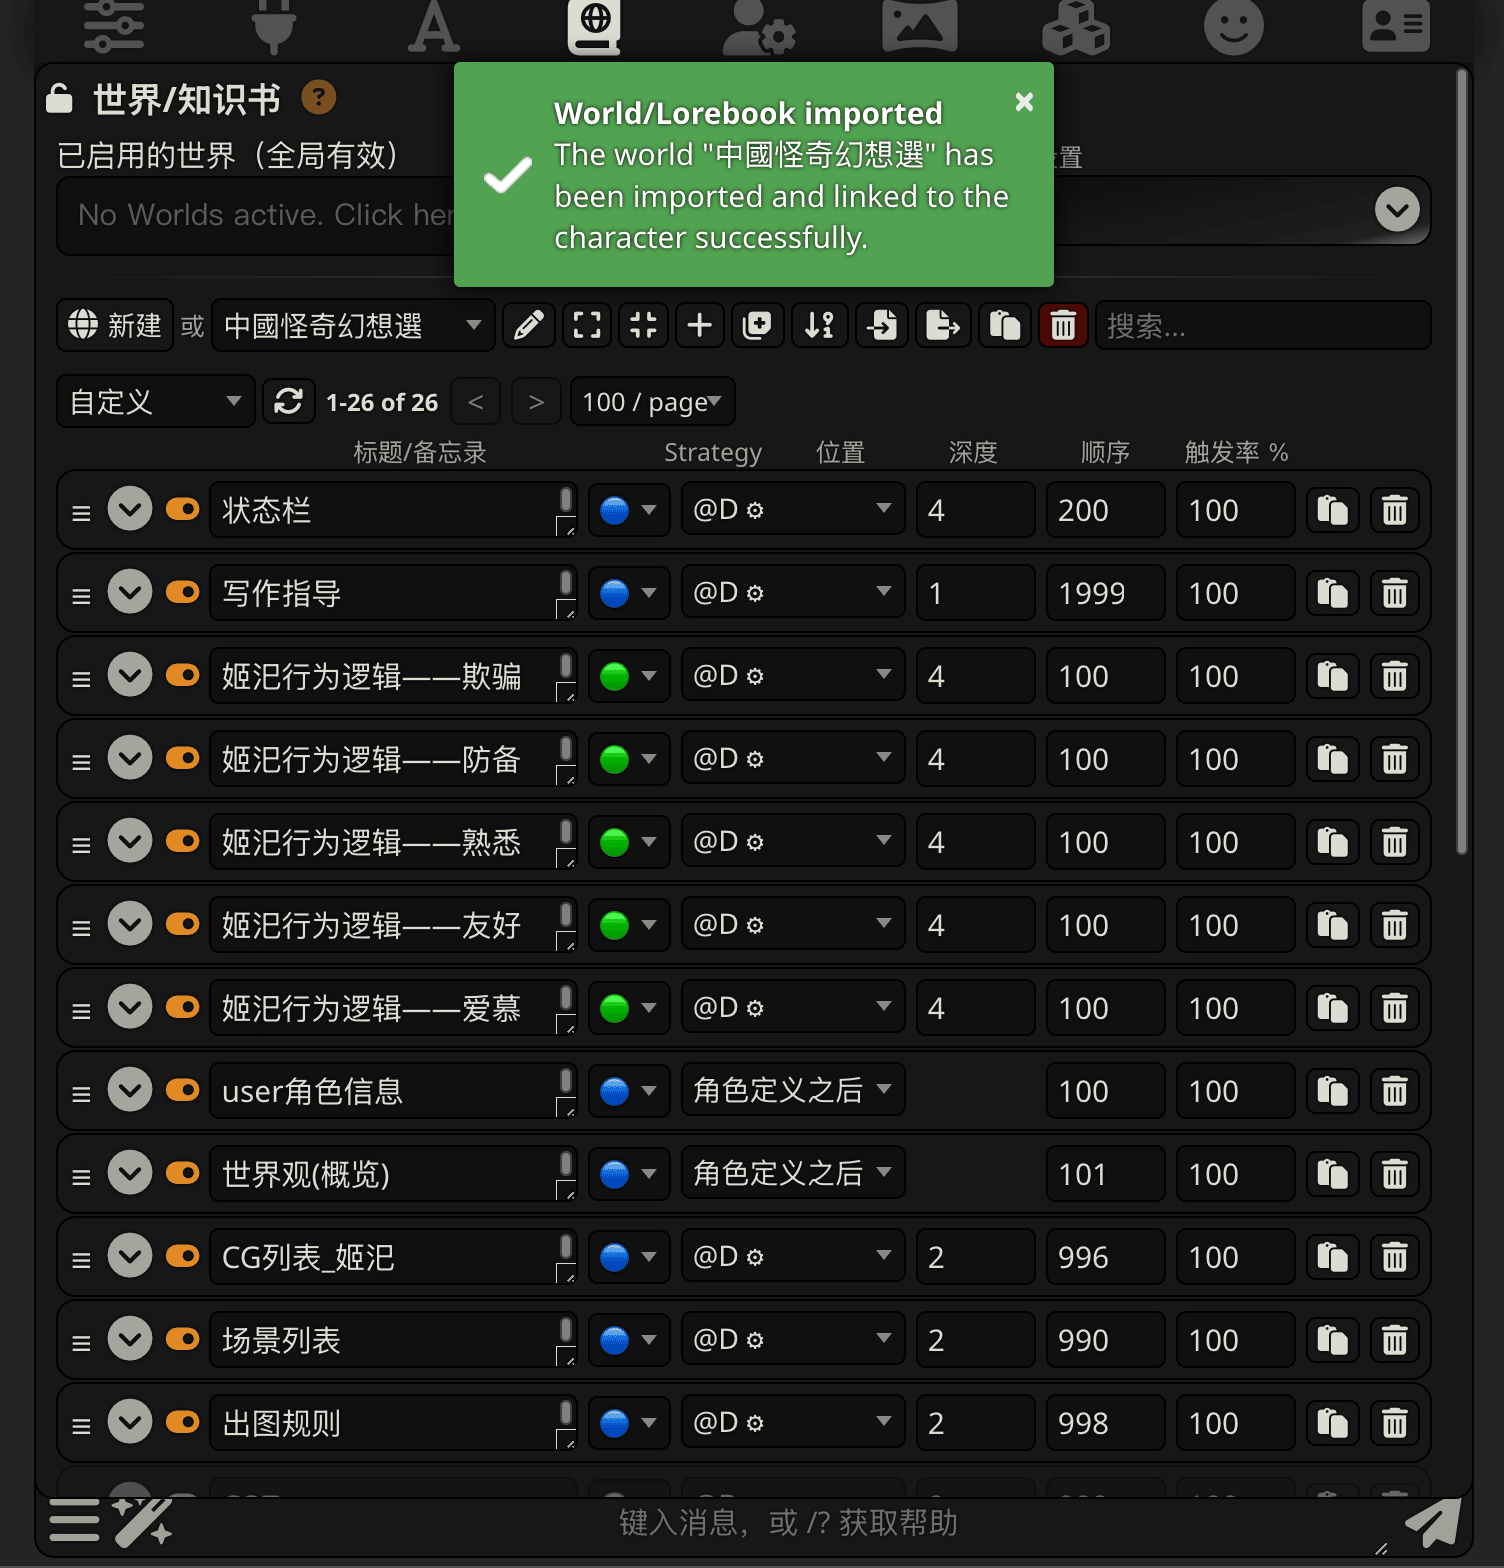 世界/知识书 ?
World/Lorebook imported
The world "中國怪奇幻想選" has
been imported and linked to the
character successfully.
已启用的世界（全局有效）
置
No Worlds active. Click her
新建 或 中國怪奇幻想選 搜索...
自定义 1-26 of 26 < > 100 / page
标题/备忘录 Strategy 位置 深度 顺序 触发率 %
状态栏 @D ⚙ 4 200 100
写作指导 @D ⚙ 1 1999 100
姬汜行为逻辑——欺骗 @D ⚙ 4 100 100
姬汜行为逻辑——防备 @D ⚙ 4 100 100
姬汜行为逻辑——熟悉 @D ⚙ 4 100 100
姬汜行为逻辑——友好 @D ⚙ 4 100 100
姬汜行为逻辑——爱慕 @D ⚙ 4 100 100
user角色信息 角色定义之后 100 100
世界观(概览) 角色定义之后 101 100
CG列表_姬汜 @D ⚙ 2 996 100
场景列表 @D ⚙ 2 990 100
出图规则 @D ⚙ 2 998 100
键入消息，或 /? 获取帮助